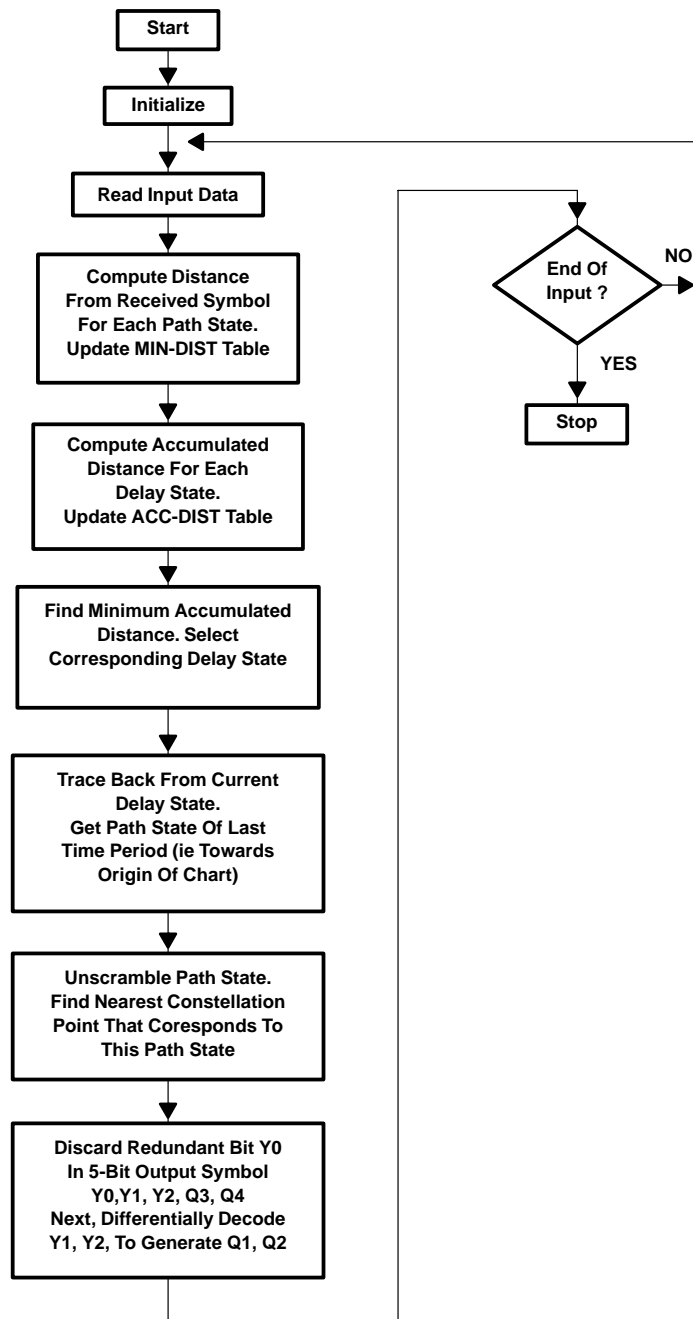 Start
Initialize
Read Input Data
Compute Distance
From Received Symbol
For Each Path State.
Update MIN-DIST Table
Compute Accumulated
Distance For Each
Delay State.
Update ACC-DIST Table
Find Minimum Accumulated
Distance. Select
Corresponding Delay State
Trace Back From Current
Delay State.
Get Path State Of Last
Time Period (ie Towards
Origin Of Chart)
Unscramble Path State.
Find Nearest Constellation
Point That Coresponds To
This Path State
Discard Redundant Bit Y0
In 5-Bit Output Symbol
Y0,Y1, Y2, Q3, Q4
Next, Differentially Decode
Y1, Y2, To Generate Q1, Q2
End Of
Input ?
NO
YES
Stop